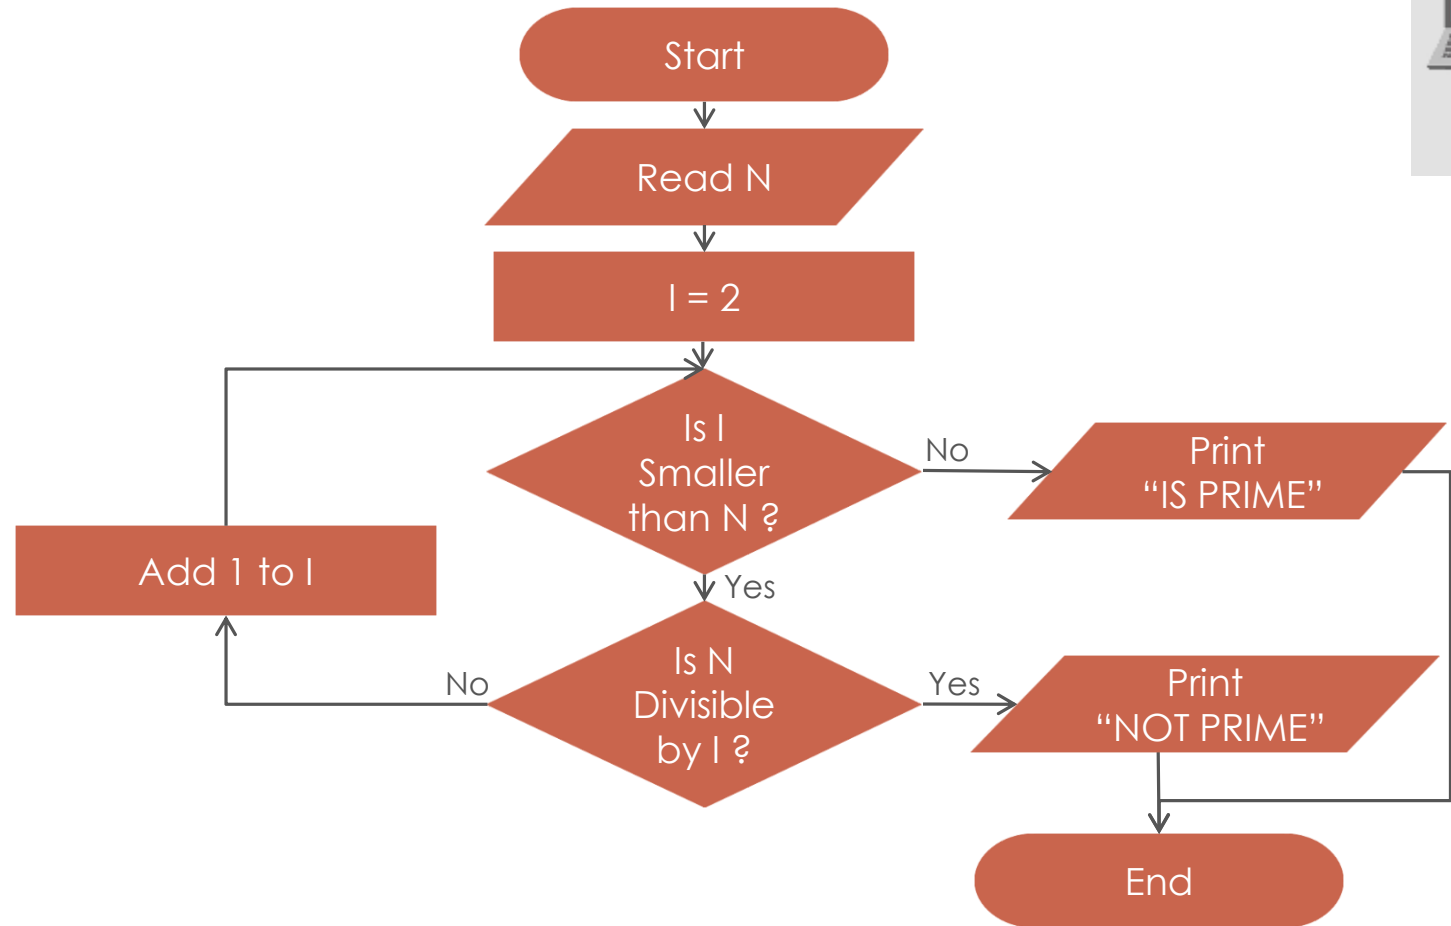 Start
Read N
I = 2
Is I
Smaller
than N ?
No
Print
“IS PRIME”
Yes
Add 1 to I
Is N
Divisible
by I ?
No
Yes
Print
“NOT PRIME”
End